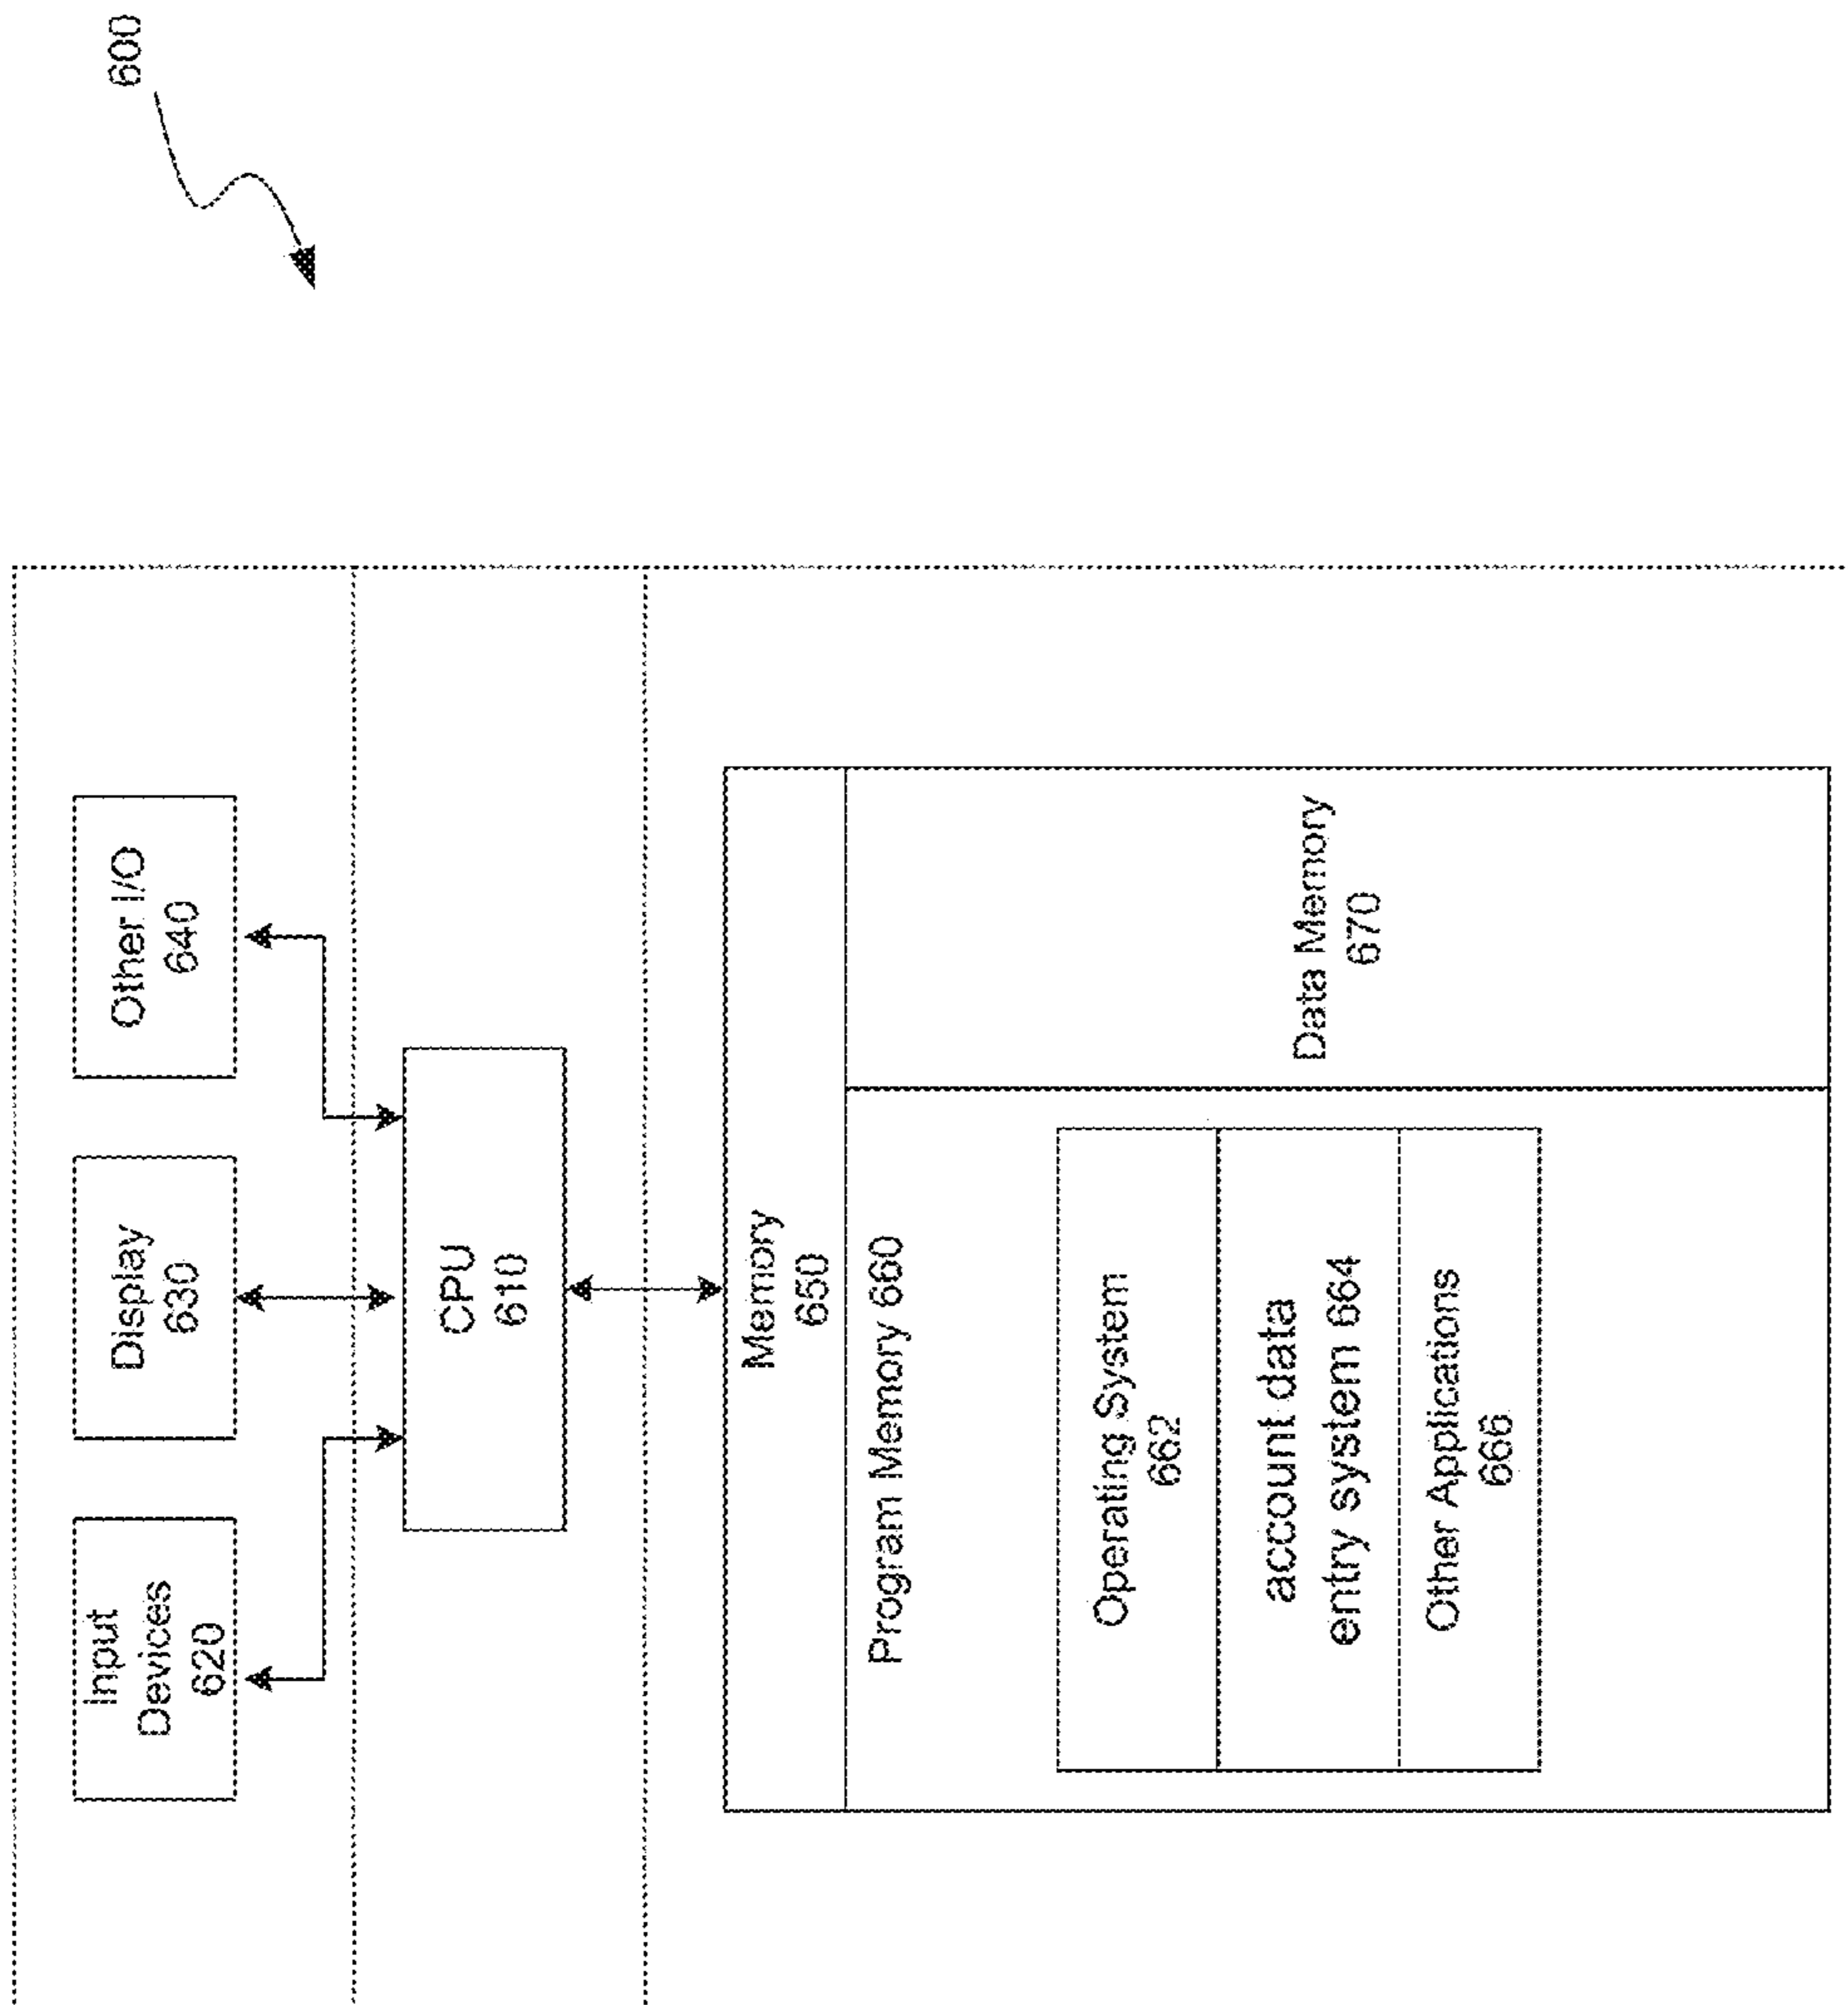 600
Input
Devices
620
Display
630
Other I/O
640
CPU
610
Memory
650
Program Memory 660
Operating System
662
account data
entry system 664
Other Applications
666
Data Memory
670